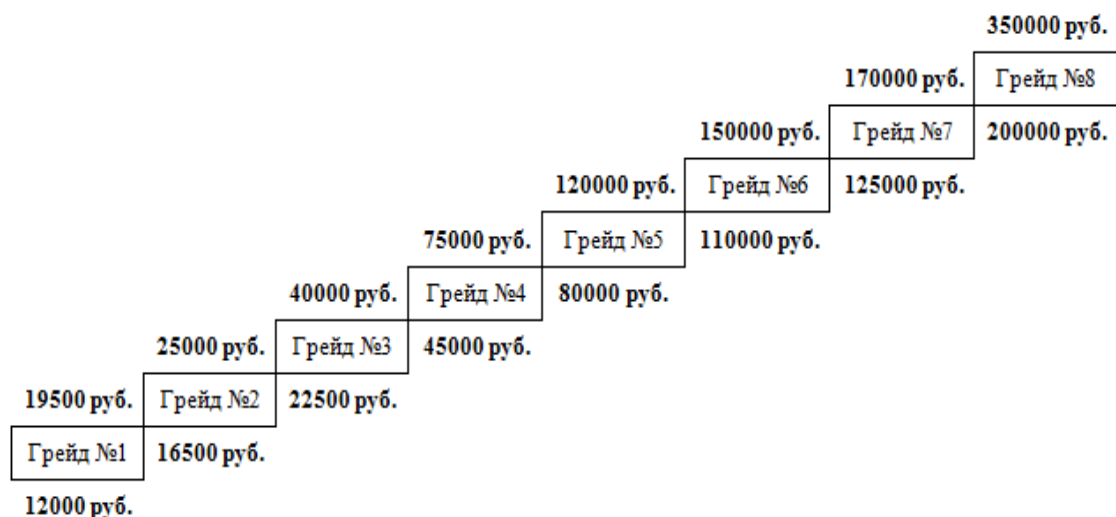 350000 руб.
170000 руб. Грейд №8
150000 руб. Грейд №7 200000 руб.
120000 руб. Грейд №6 125000 руб.
75000 руб. Грейд №5 110000 руб.
40000 руб. Грейд №4 80000 руб.
25000 руб. Грейд №3 45000 руб.
19500 руб. Грейд №2 22500 руб.
Грейд №1 16500 руб.
12000 руб.